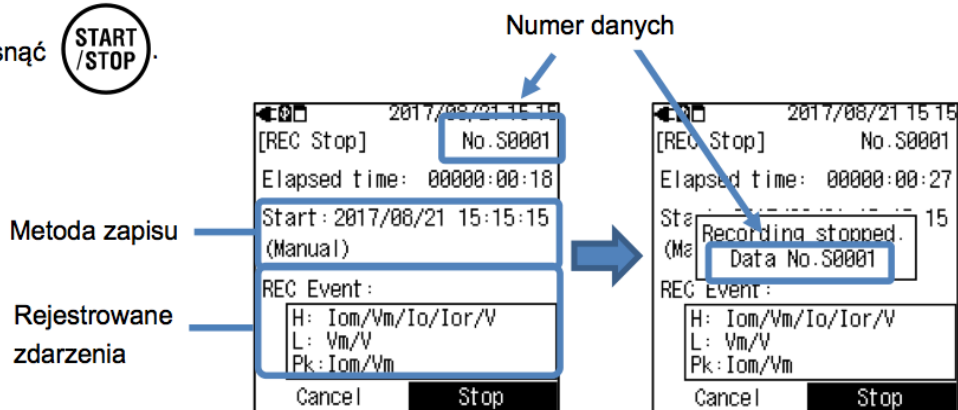 Numer danych
snąć START
/STOP.
2017/08/21 15:15
[REC Stop] No.S0001
Elapsed time: 00000:00:18
Start:2017/08/21 15:15:15
(Manual)
REC Event:
H: Iom/Vm/Io/Ior/V
L: Vm/V
Pk:Iom/Vm
Cancel Stop
Metoda zapisu
Rejestrowane
zdarzenia
2017/08/21 15:15
[REC Stop] No.S0001
Elapsed time: 00000:00:27
Sta 15
(Ma
Recording stopped.
Data No.S0001
REC Event:
H: Iom/Vm/Io/Ior/V
L: Vm/V
Pk:Iom/Vm
Cancel Stop